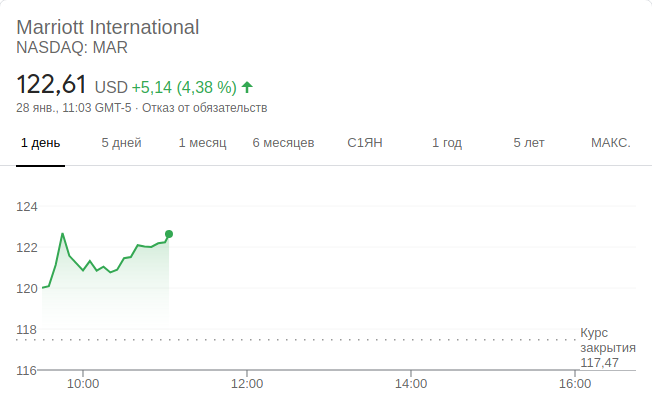 Marriott International
NASDAQ: MAR
122,61 USD +5,14 (4,38 %)
28 янв., 11:03 GMT-5 · Отказ от обязательств
1 день 5 дней 1 месяц 6 месяцев С1ЯН 1 год 5 лет МАКС.
124
122
120
118
Курс
закрытия
117,47
116
10:00 12:00 14:00 16:00